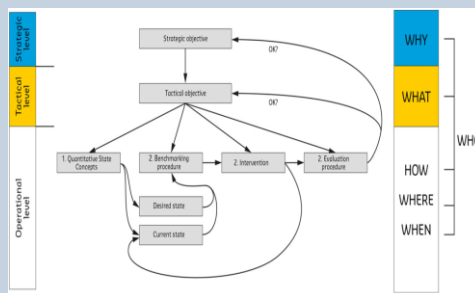 Strategic level
Tactical level
Operational level
Strategic objective
OK?
Tactical objective
OK?
1. Quantitative State
Concepts
2. Benchmarking
procedure
2. Intervention
2. Evaluation
procedure
Desired state
Current state
WHY
WHAT
HOW
WHERE
WHEN
WHO